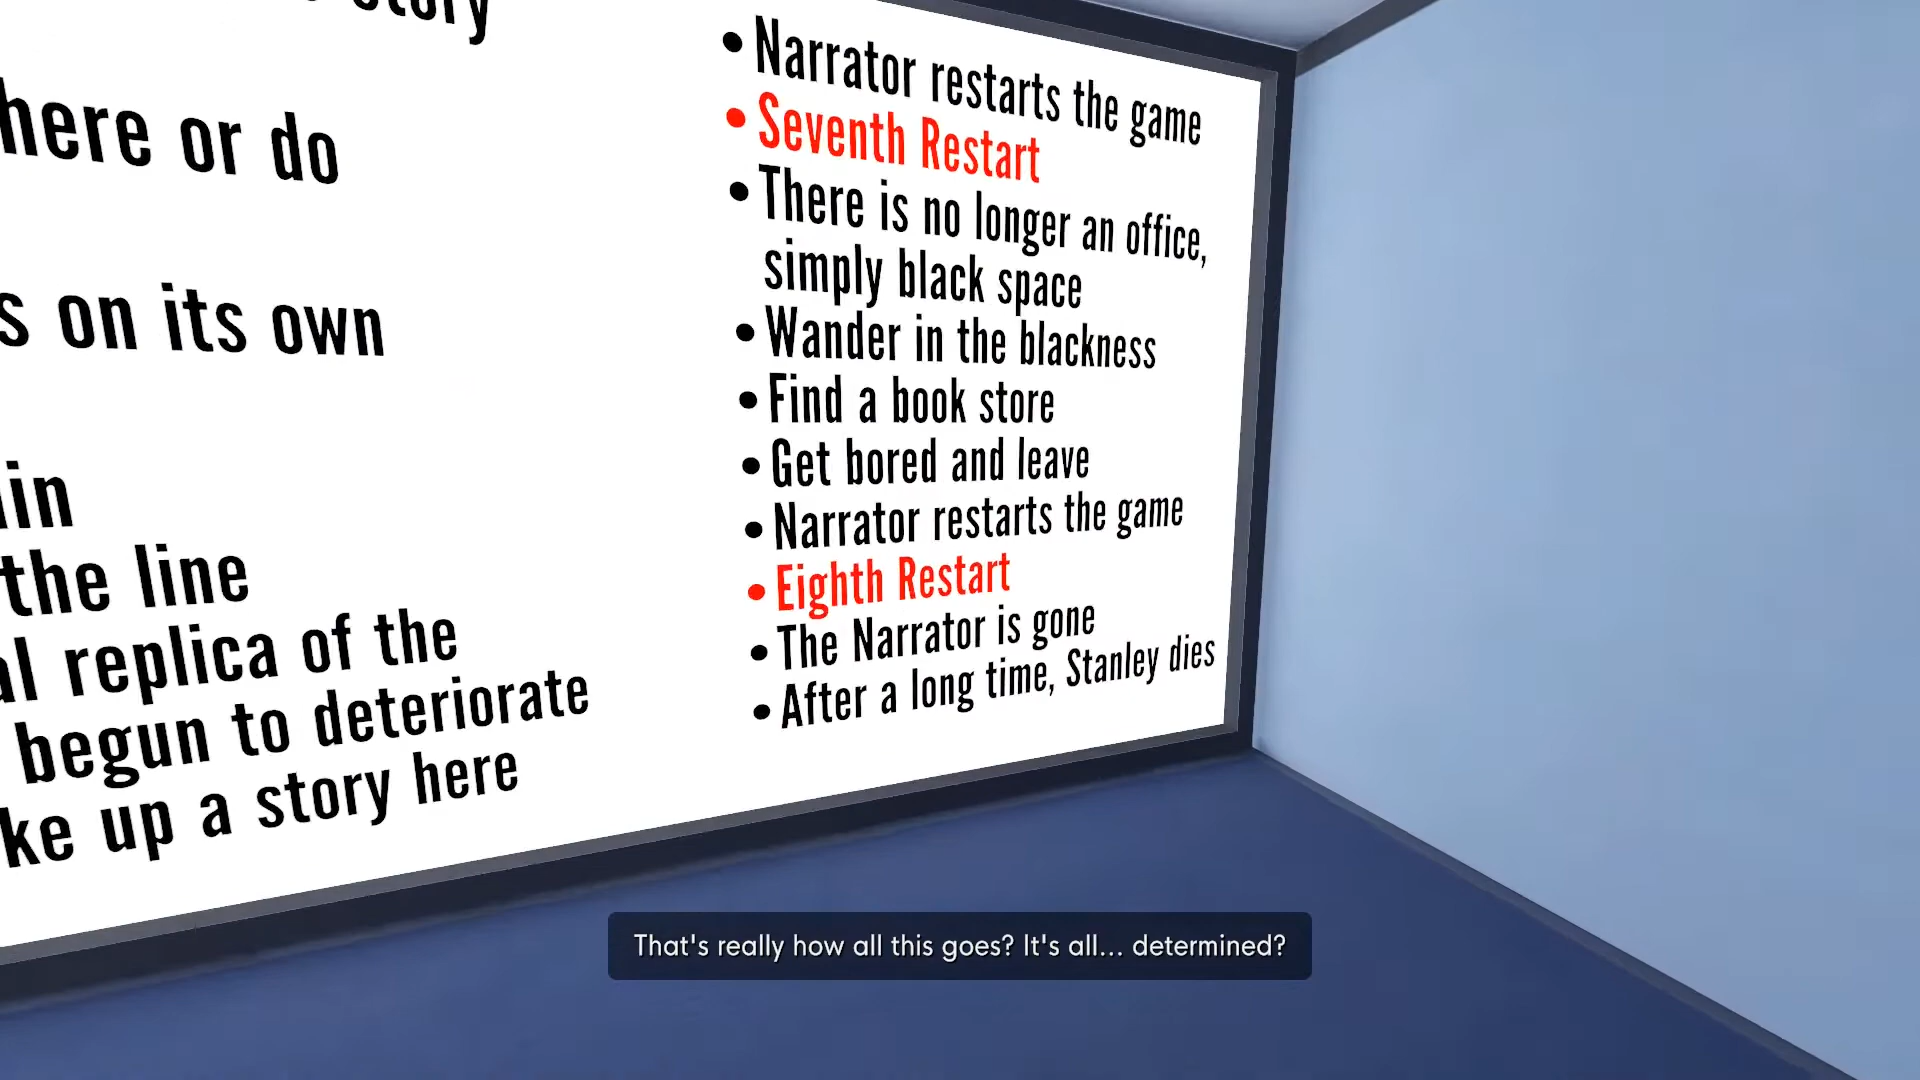 story
here or do
s on its own
in
the line
al replica of the
begun to deteriorate
ke up a story here
• Narrator restarts the game
• Seventh Restart
• There is no longer an office,
simply black space
• Wander in the blackness
• Find a book store
• Get bored and leave
• Narrator restarts the game
• Eighth Restart
• The Narrator is gone
• After a long time, Stanley dies
That's really how all this goes? It's all... determined?